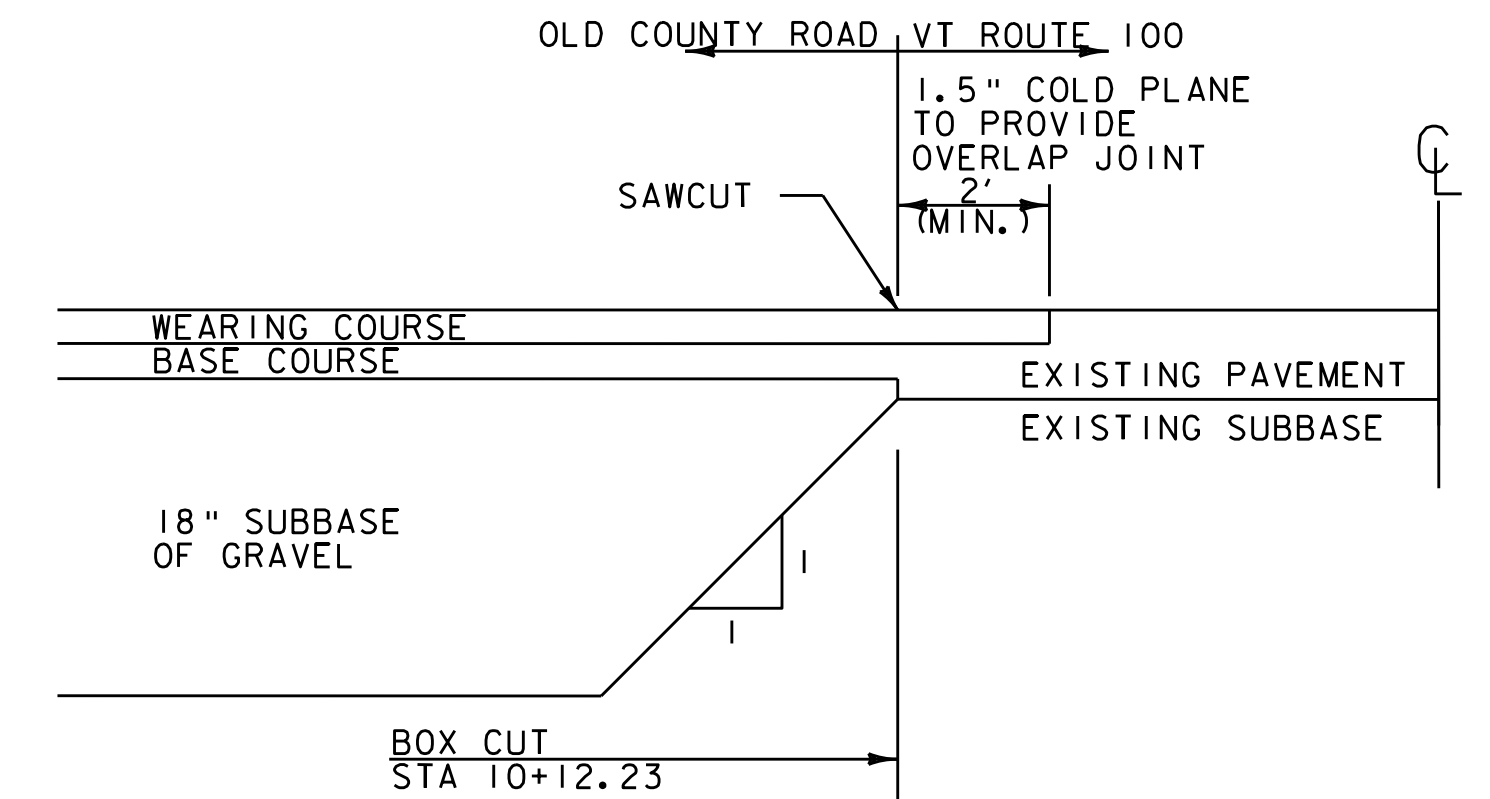 OLD COUNTY ROAD
VT ROUTE 100
1.5" COLD PLANE
TO PROVIDE
OVERLAP JOINT
2'
(MIN.)
CL
SAWCUT
WEARING COURSE
BASE COURSE
EXISTING PAVEMENT
EXISTING SUBBASE
18" SUBBASE
OF GRAVEL
1
1
BOX CUT
STA 10+12.23